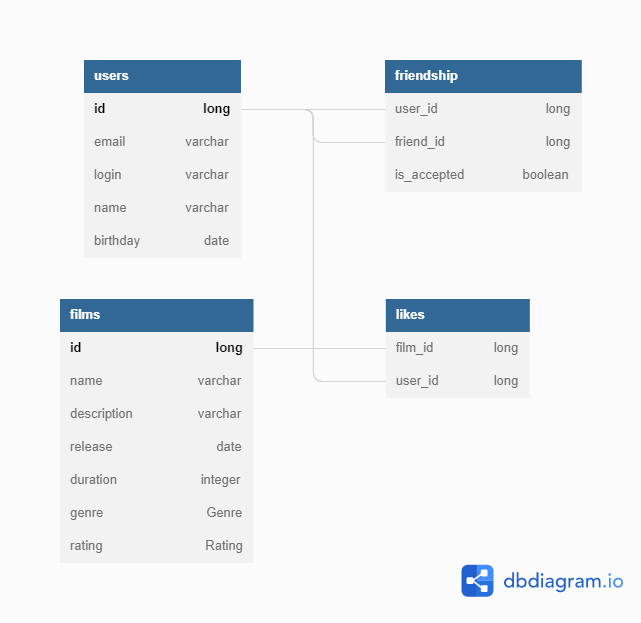 users
id long
email varchar
login varchar
name varchar
birthday date
friendship
user_id long
friend_id long
is_accepted boolean
films
id long
name varchar
description varchar
release date
duration integer
genre Genre
rating Rating
likes
film_id long
user_id long
dbdiagram.io